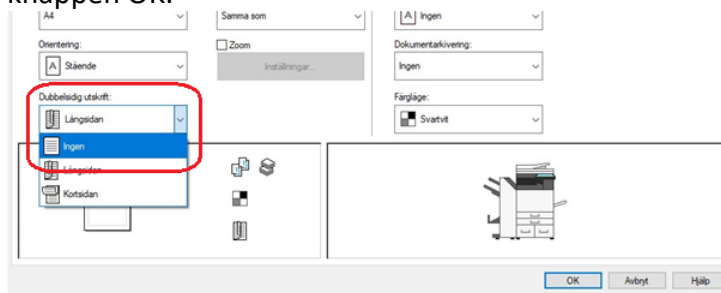 knappen OK.
A4
Samma som
A Ingen
Orientering:
Zoom
Dokumentarkivering:
A Stående
Inställningar...
Ingen
Dubbelsidig utskrift:
Färgläge:
Långsidan
Svartvit
Ingen
Långsidan
Kortsidan
OK
Avbryt
Hjälp